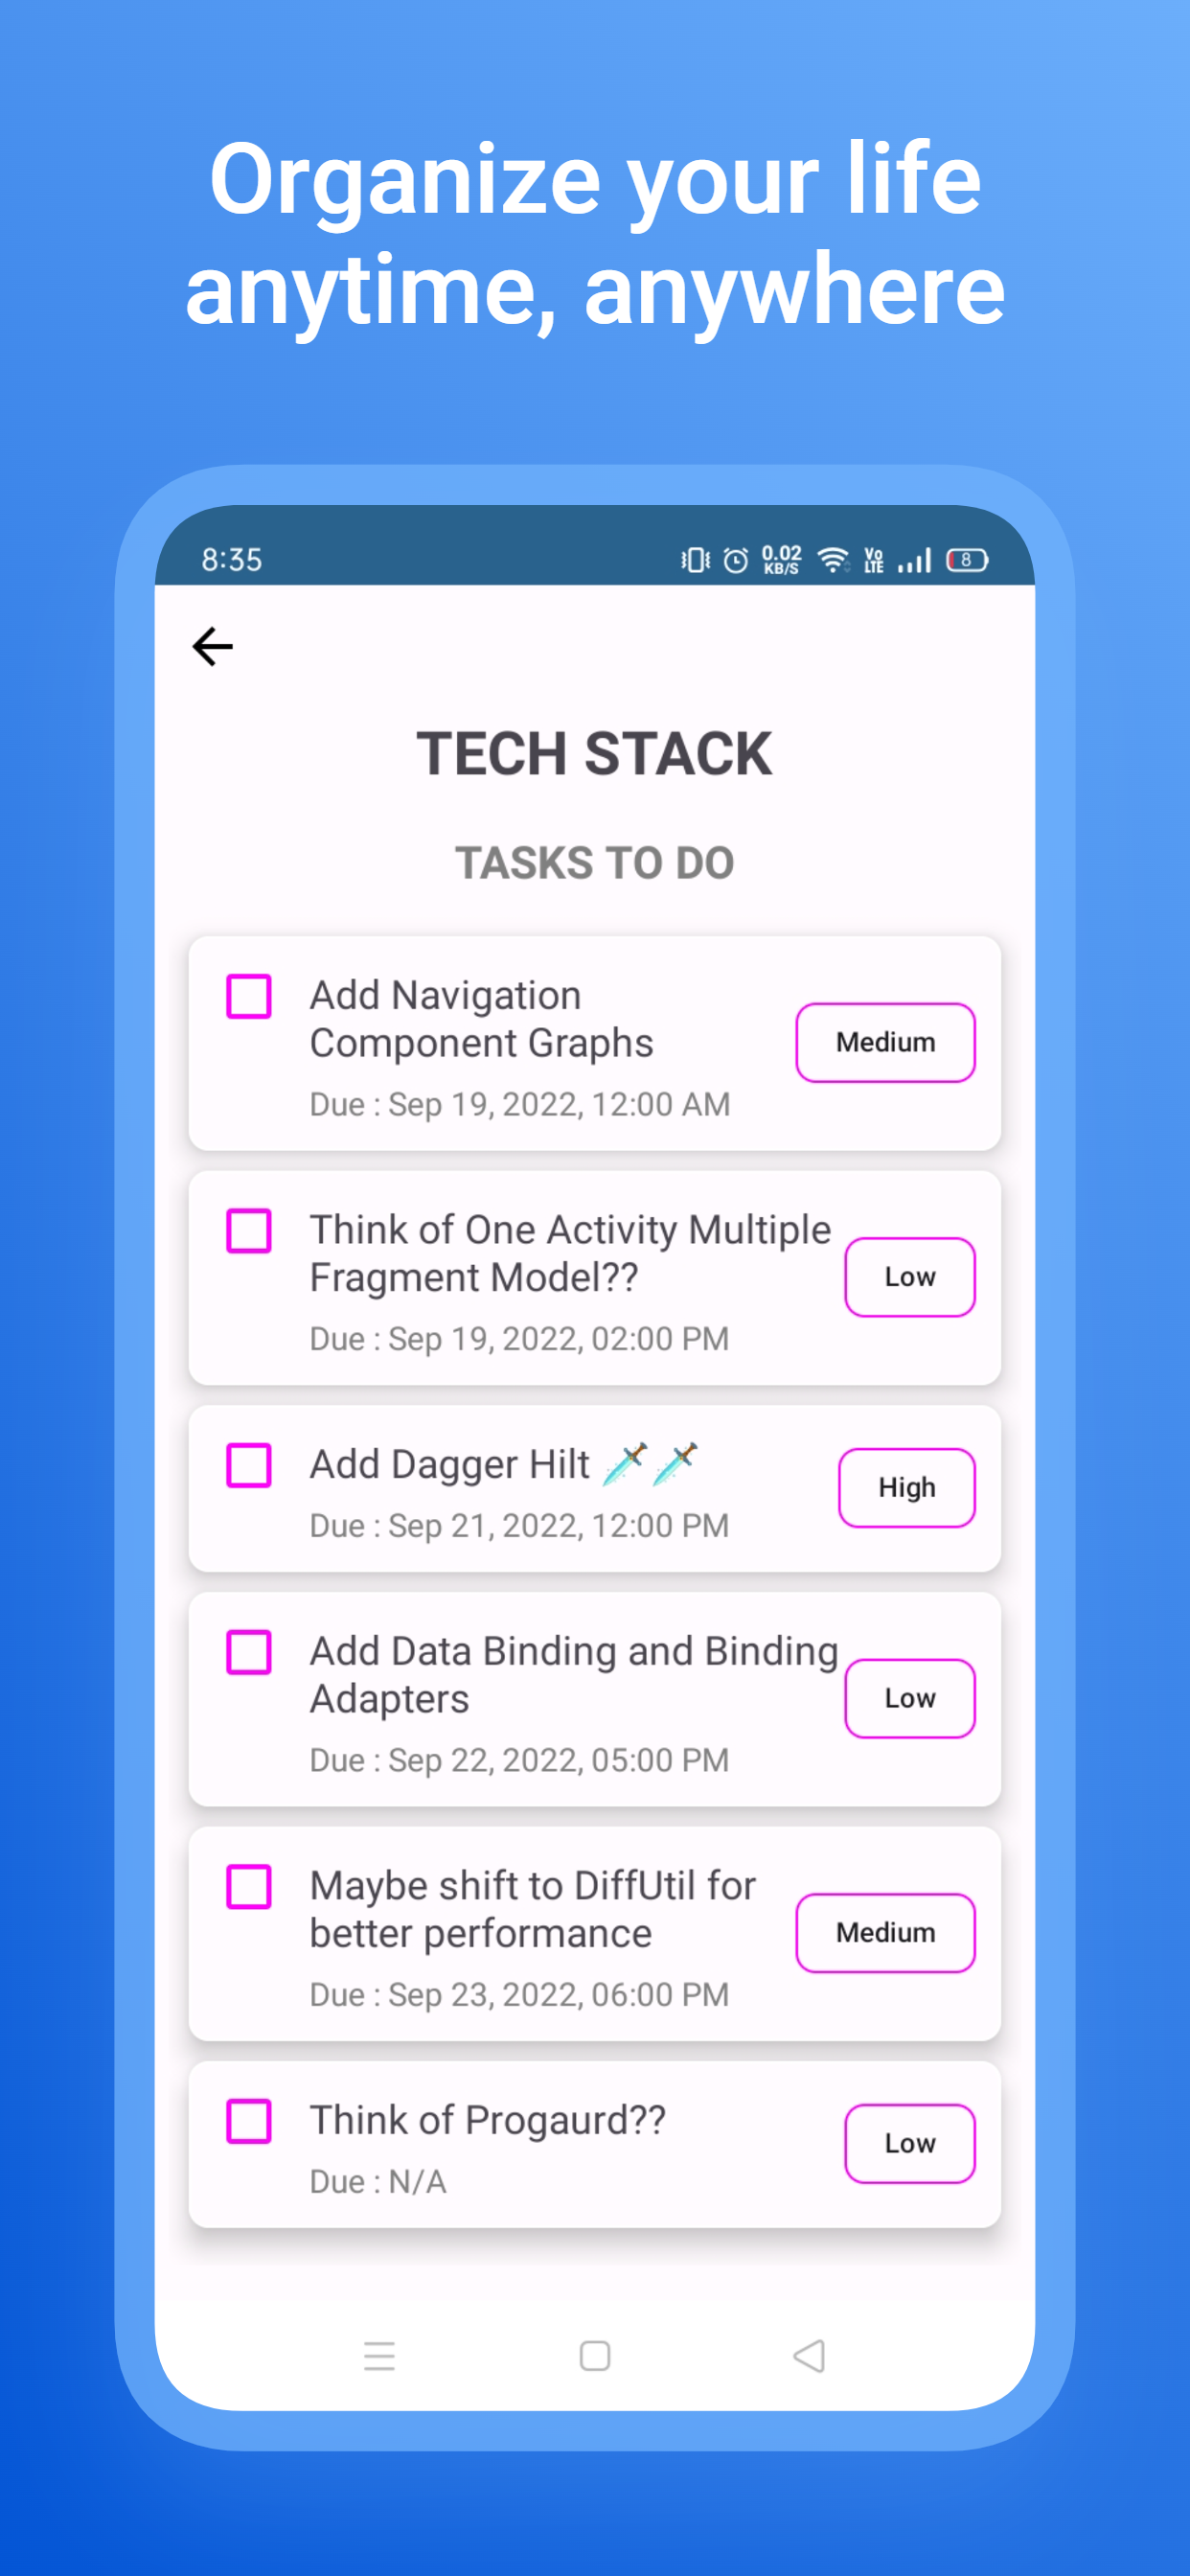 Organize your life
anytime, anywhere
8:35
0.02
KB/S
Vo
LTE
8
TECH STACK
TASKS TO DO
Add Navigation
Component Graphs
Medium
Due : Sep 19, 2022, 12:00 AM
Think of One Activity Multiple
Fragment Model??
Low
Due : Sep 19, 2022, 02:00 PM
Add Dagger Hilt 🗡️🗡️
High
Due : Sep 21, 2022, 12:00 PM
Add Data Binding and Binding
Adapters
Low
Due : Sep 22, 2022, 05:00 PM
Maybe shift to DiffUtil for
better performance
Medium
Due : Sep 23, 2022, 06:00 PM
Think of Progaurd??
Low
Due : N/A